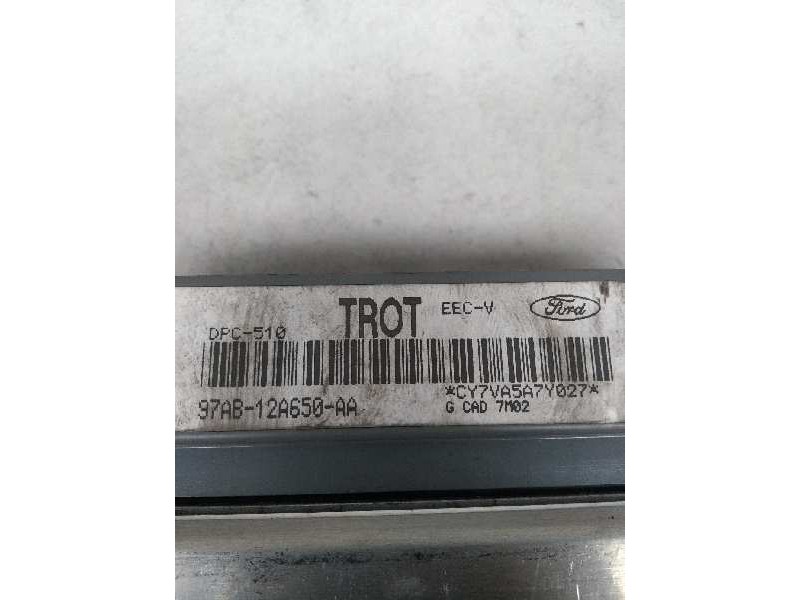 DPC-510 TROT EEC-V Ford
97AB-12A650-AA *CY7VA5A7Y027*
G CAD 7M02